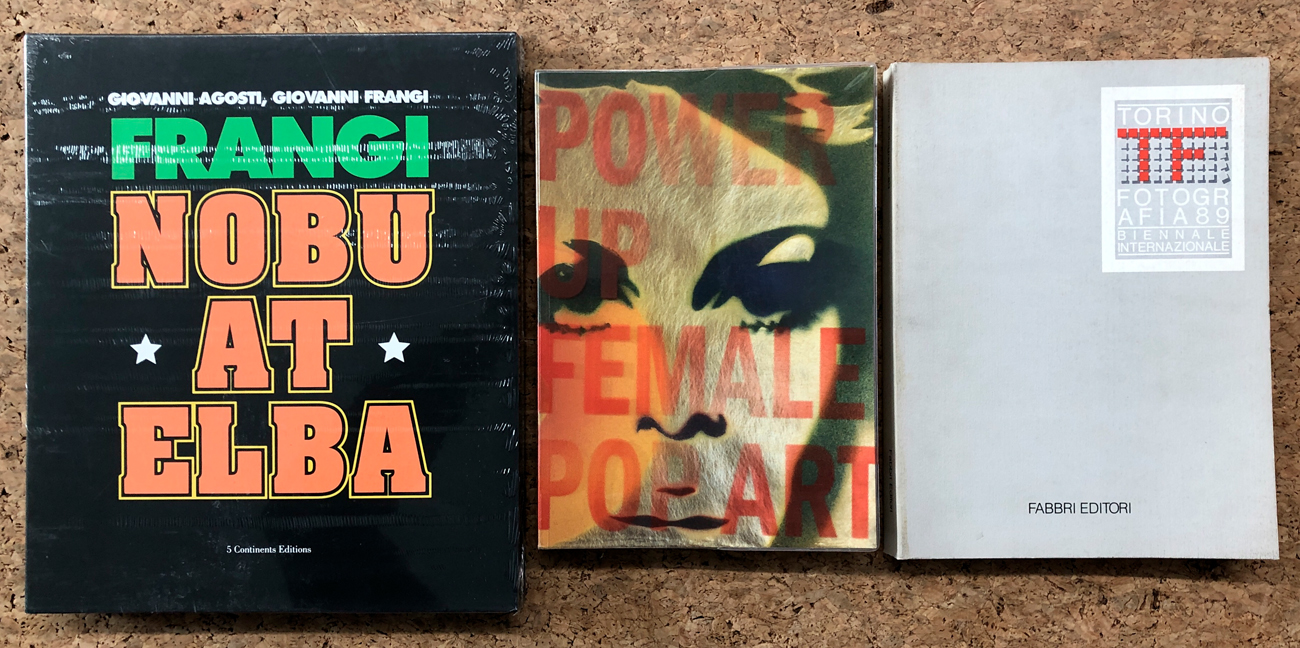 GIOVANNI AGOSTI, GIOVANNI FRANGI
FRANGI
NOBU
AT
ELBA
5 Continents Editions
POWER
UP
FEMALE
POP ART
TORINO
TF
FOTOGR
AFIA89
BIENNALE
INTERNAZIONALE
FABBRI EDITORI